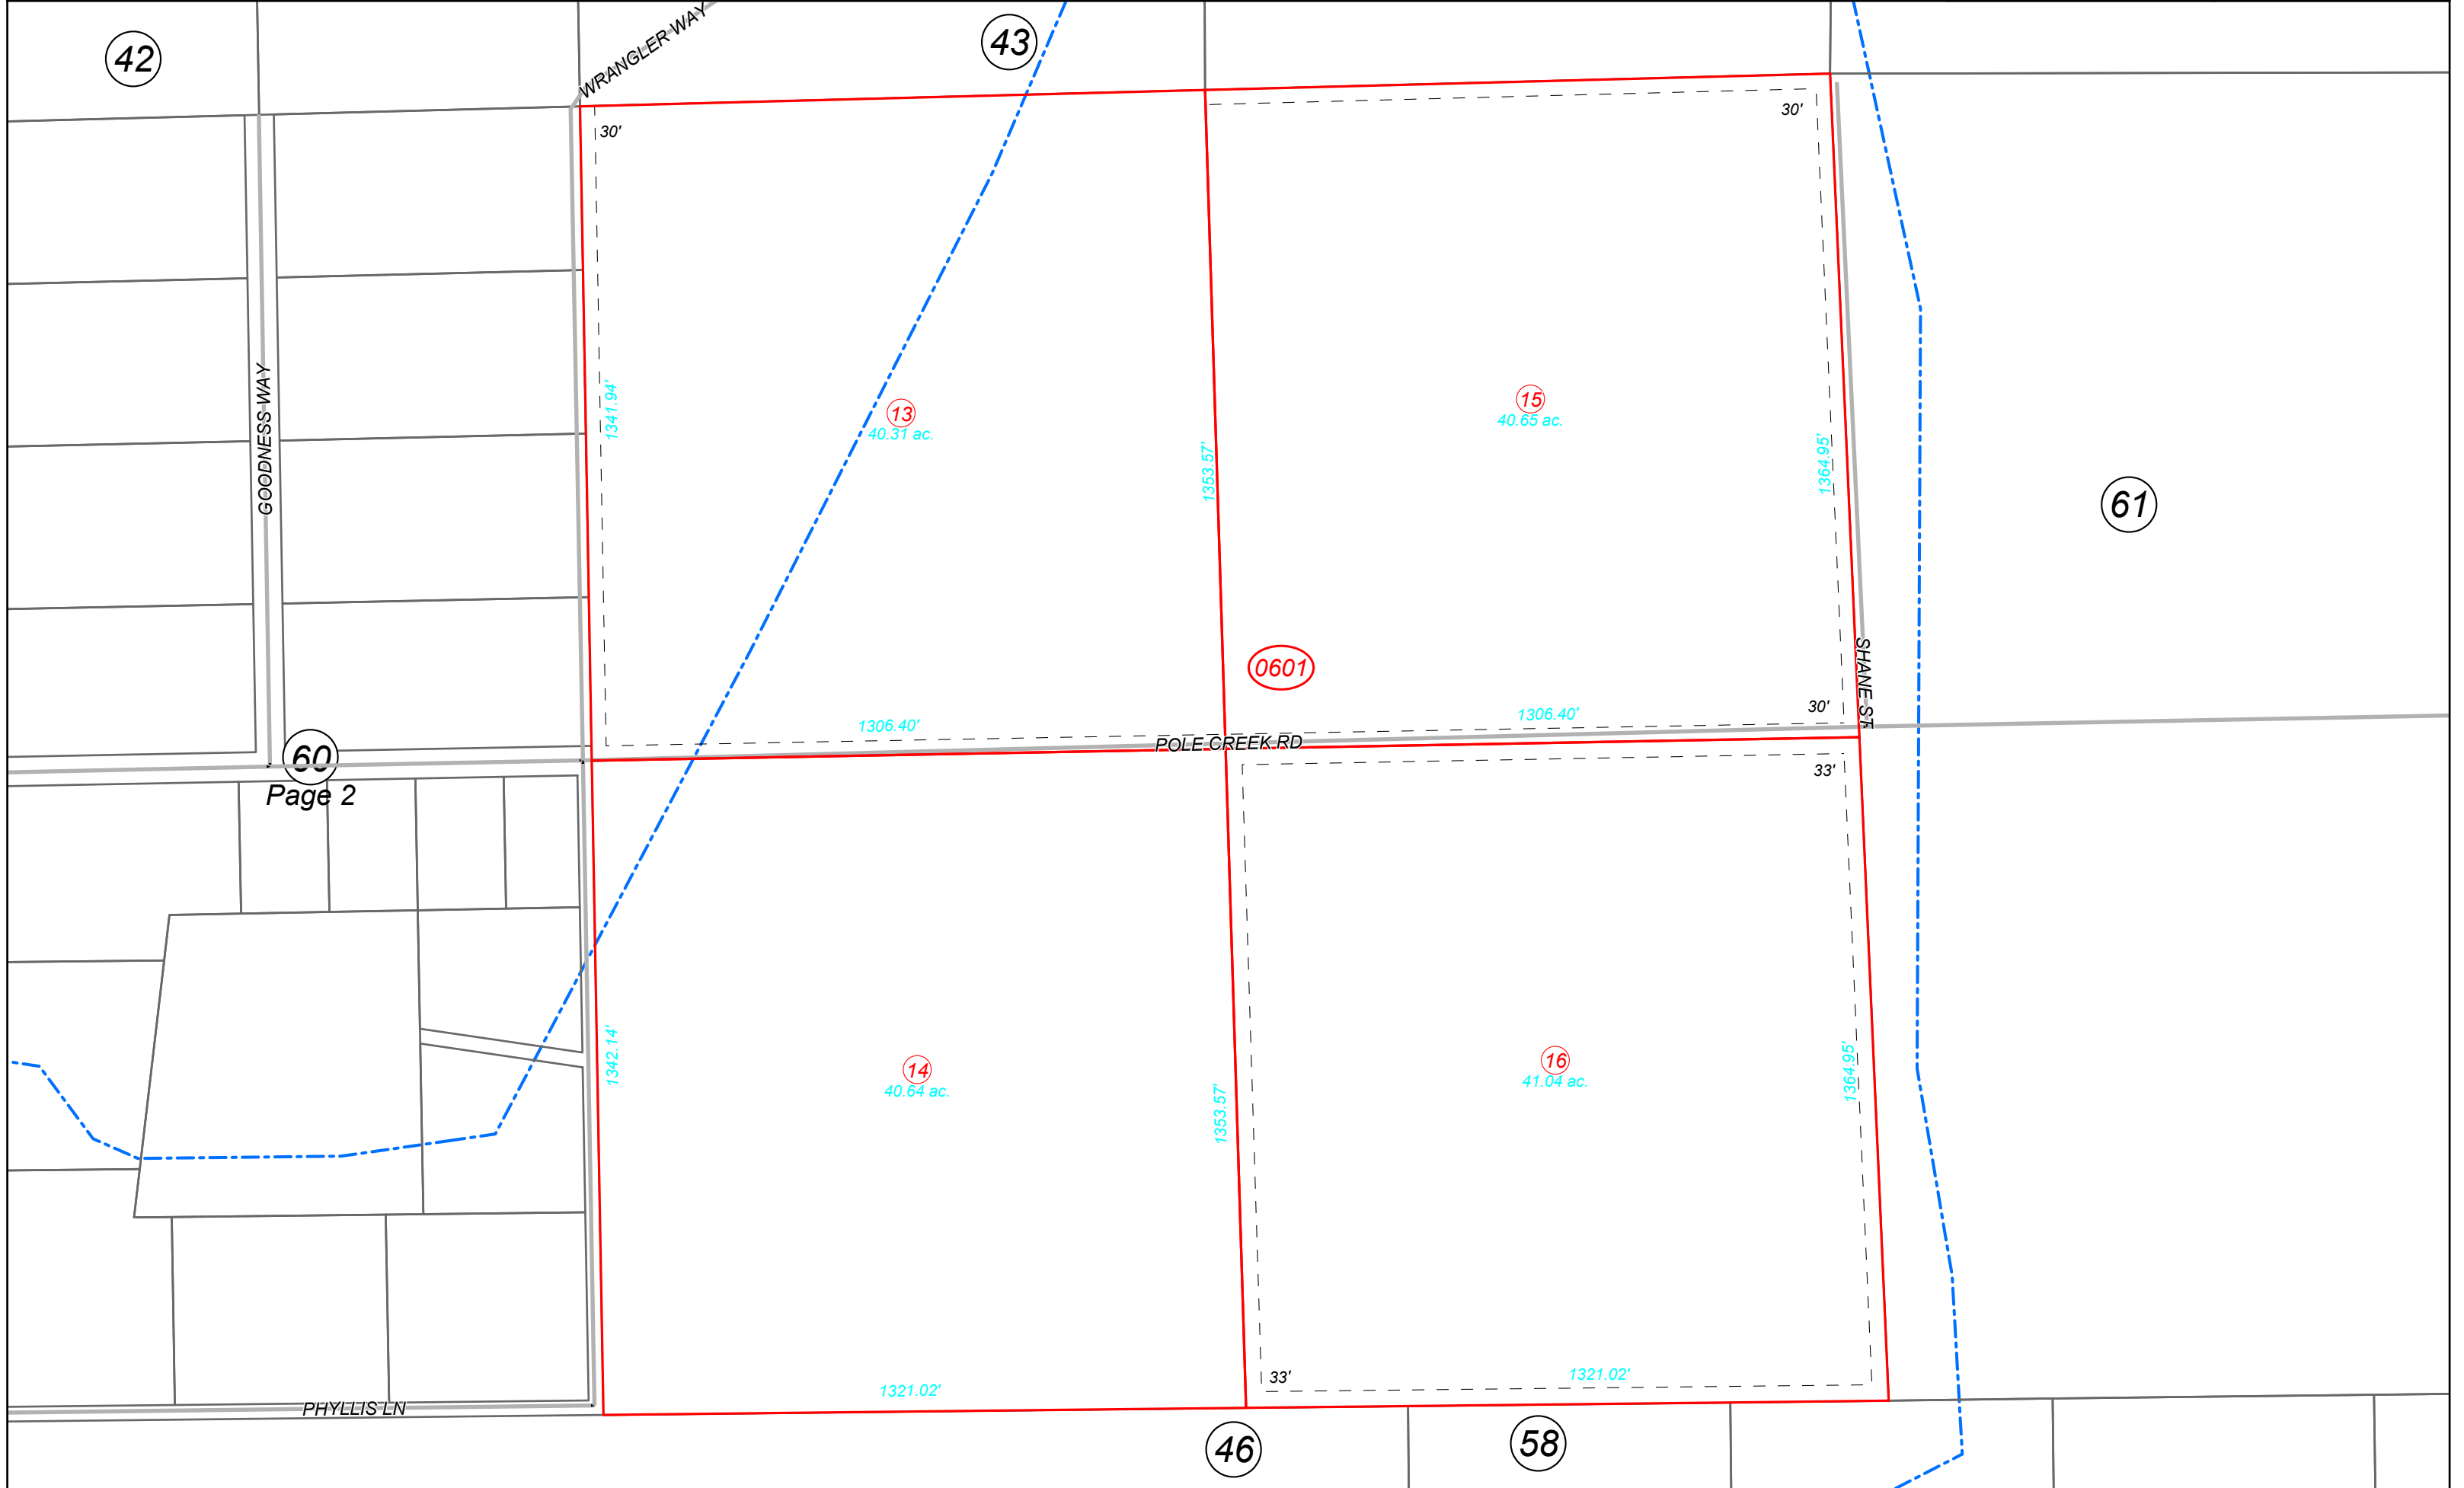 WRANGLER WAY
42
43
30'
30'
GOODNESS WAY
1341.94'
13
40.31 ac.
1353.57'
15
40.65 ac.
1364.95'
61
0601
SHANE ST
1306.40'
1306.40'
30'
POLE CREEK RD
60
Page 2
33'
1342.14'
14
40.64 ac.
1353.57'
16
41.04 ac.
1364.95'
1321.02'
33'
1321.02'
PHYLLIS LN
46
58